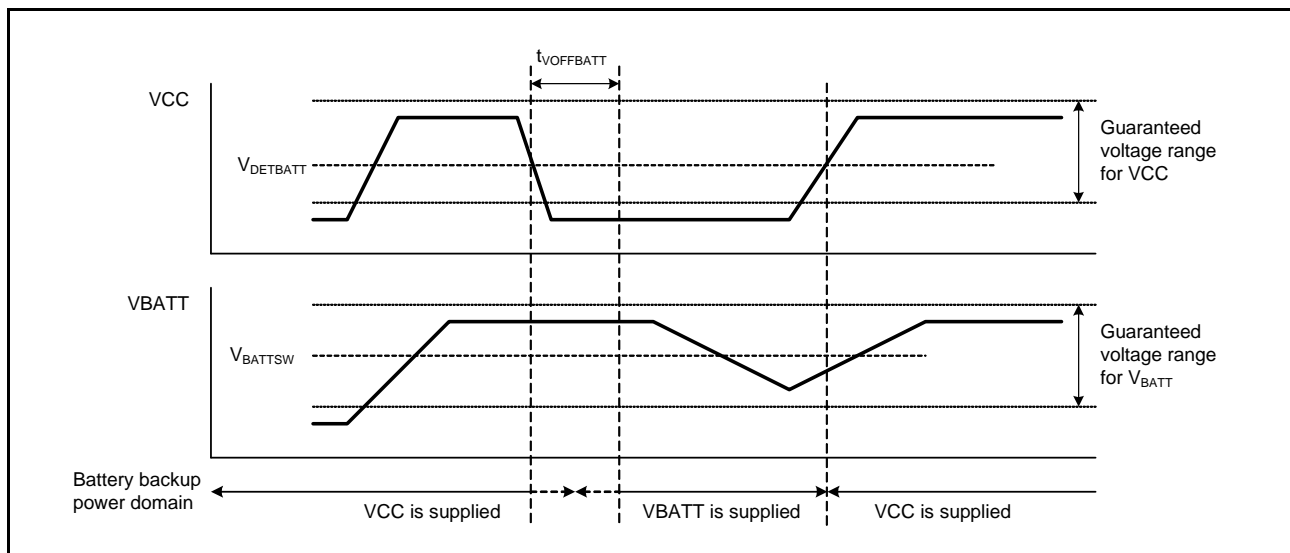 tVOFFBATT
VCC
VDETBATT
Guaranteed
voltage range
for VCC
VBATT
VBATTSW
Guaranteed
voltage range
for VBATT
Battery backup
power domain
VCC is supplied
VBATT is supplied
VCC is supplied